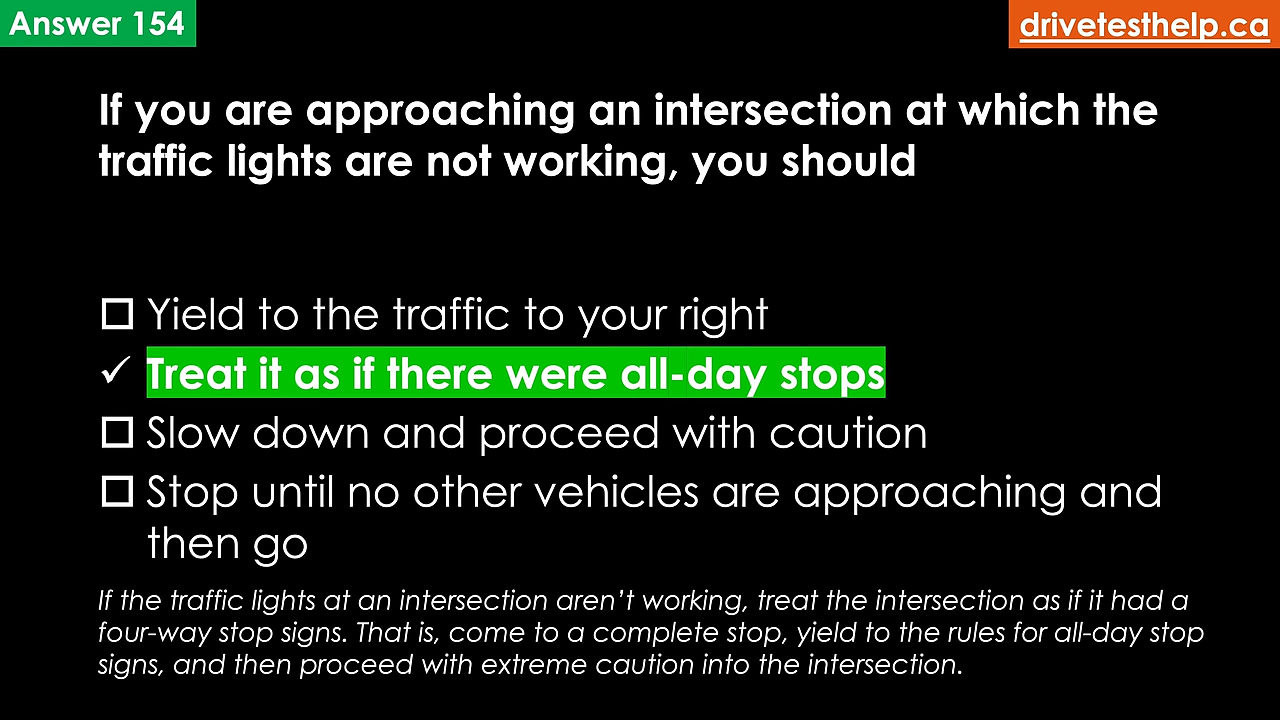 Answer 154
drivetesthelp.ca
If you are approaching an intersection at which the
traffic lights are not working, you should
Yield to the traffic to your right
✓ Treat it as if there were all-day stops
Slow down and proceed with caution
Stop until no other vehicles are approaching and
then go
If the traffic lights at an intersection aren’t working, treat the intersection as if it had a
four-way stop signs. That is, come to a complete stop, yield to the rules for all-day stop
signs, and then proceed with extreme caution into the intersection.